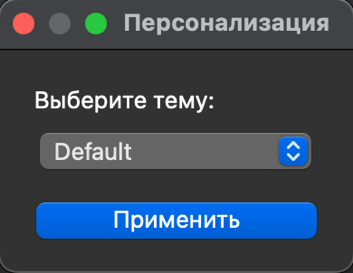 Персонализация
Выберите тему:
Default
Применить